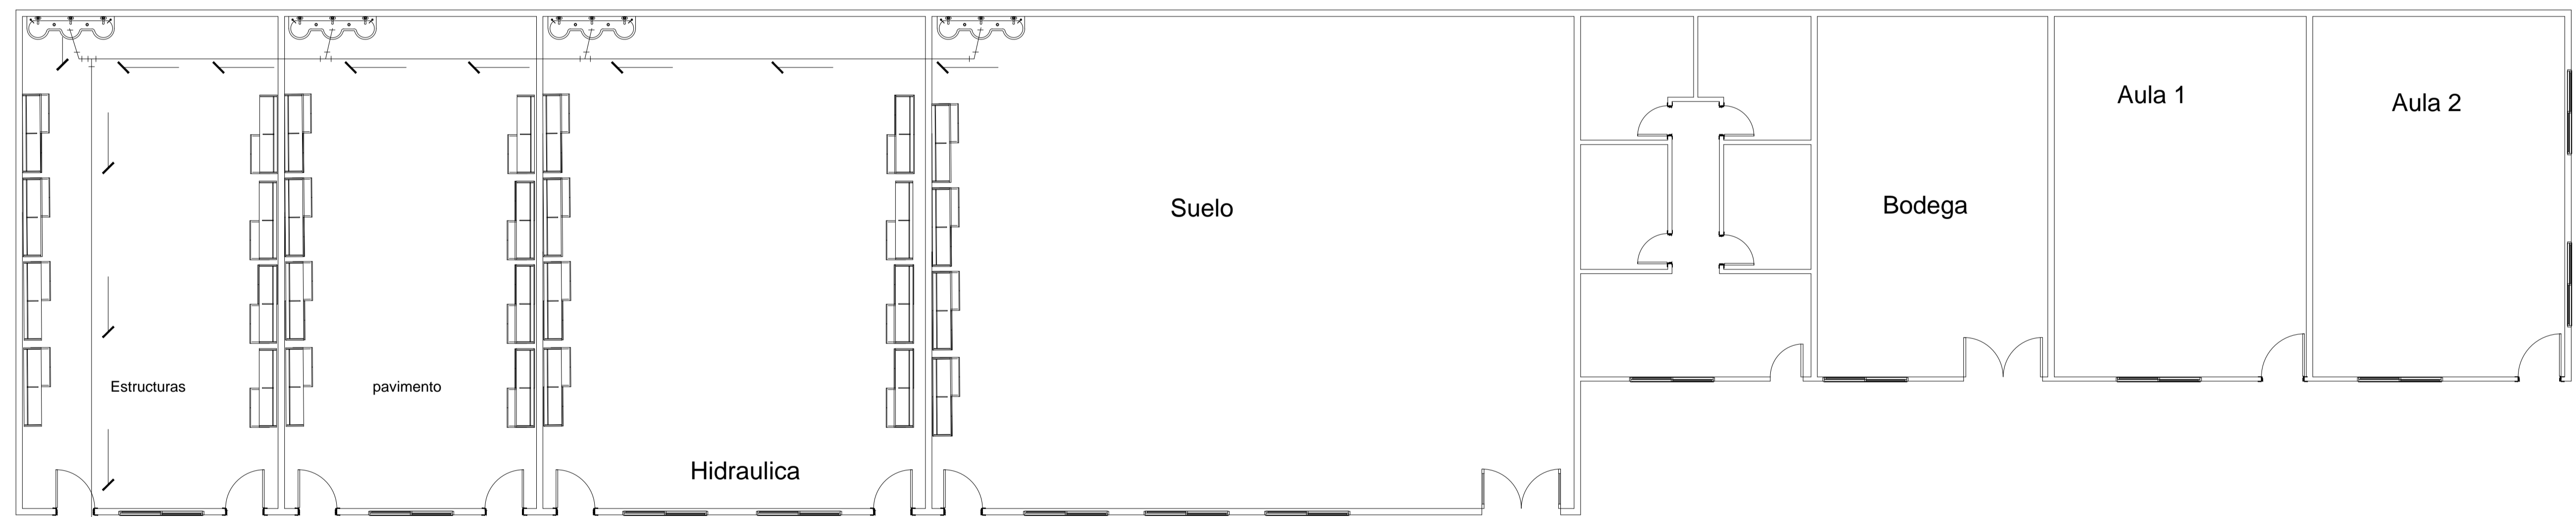 Estructuras
pavimento
Hidraulica
Suelo
Bodega
Aula 1
Aula 2